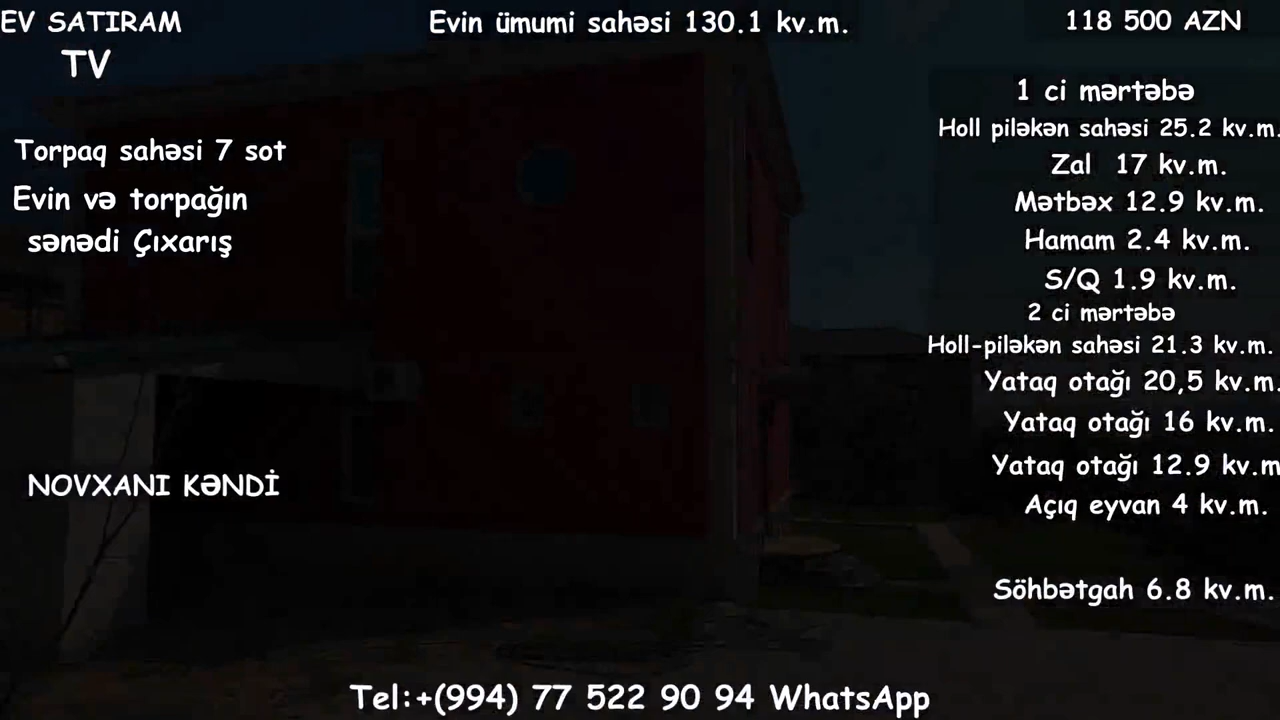 EV SATIRAM
TV
Evin ümumi sahəsi 130.1 kv.m.
118 500 AZN
Torpaq sahəsi 7 sot
Evin və torpağın
sənədi Çıxarış
NOVXANI KƏNDİ
1 ci mərtəbə
Holl piləkən sahəsi 25.2 kv.m.
Zal 17 kv.m.
Mətbəx 12.9 kv.m.
Hamam 2.4 kv.m.
S/Q 1.9 kv.m.
2 ci mərtəbə
Holl-piləkən sahəsi 21.3 kv.m.
Yataq otağı 20,5 kv.m.
Yataq otağı 16 kv.m.
Yataq otağı 12.9 kv.m
Açıq eyvan 4 kv.m.
Söhbətgah 6.8 kv.m.
Tel:+(994) 77 522 90 94 WhatsApp